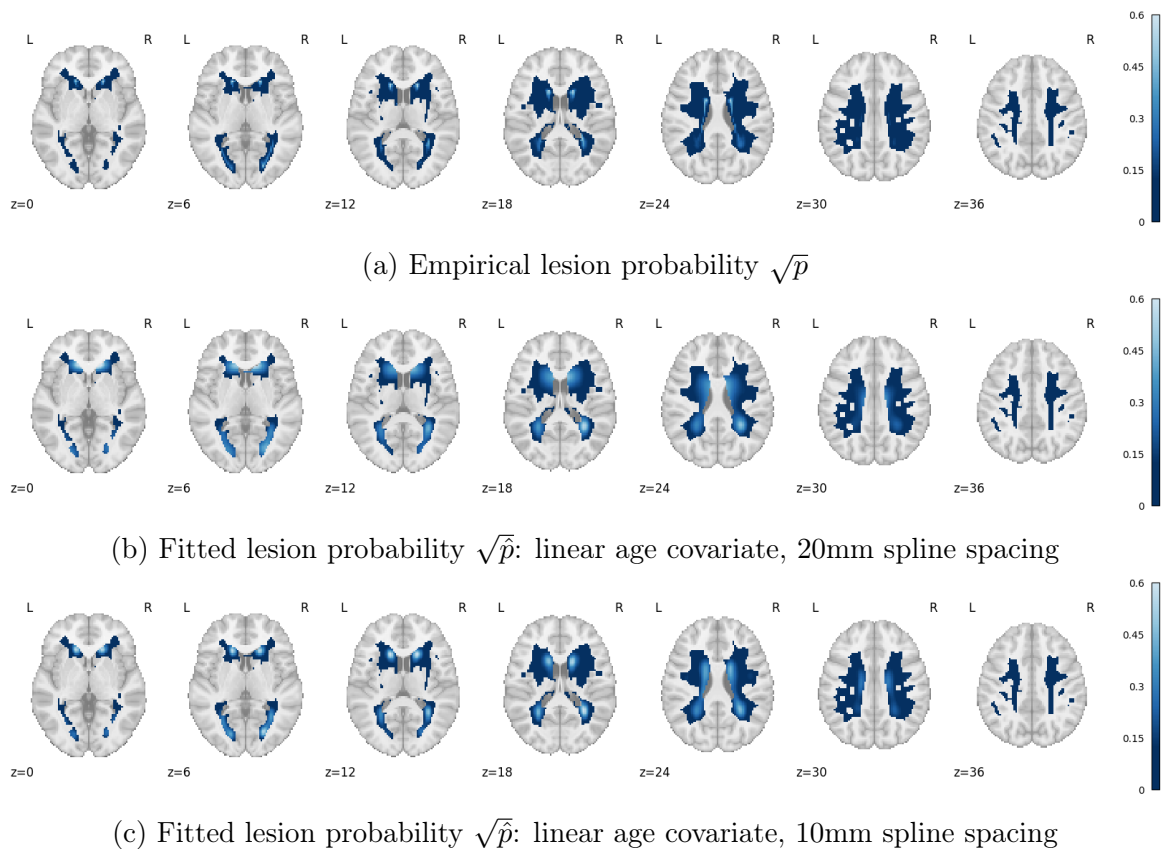 L R L R L R L R L R L R L R
0.6
0.45
0.3
0.15
0
z=0 z=6 z=12 z=18 z=24 z=30 z=36
(a) Empirical lesion probability √p
L R L R L R L R L R L R L R
0.6
0.45
0.3
0.15
0
z=0 z=6 z=12 z=18 z=24 z=30 z=36
(b) Fitted lesion probability √p̂: linear age covariate, 20mm spline spacing
L R L R L R L R L R L R L R
0.6
0.45
0.3
0.15
0
z=0 z=6 z=12 z=18 z=24 z=30 z=36
(c) Fitted lesion probability √p̂: linear age covariate, 10mm spline spacing